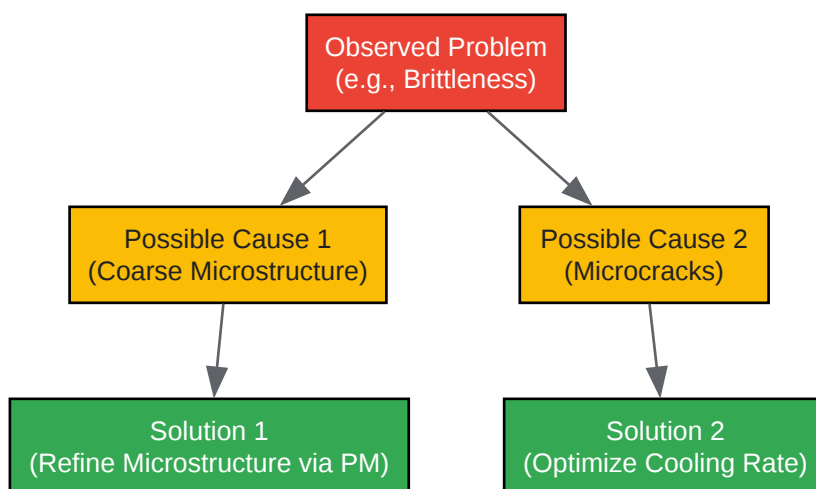 Observed Problem
(e.g., Brittleness)
Possible Cause 1
(Coarse Microstructure)
Possible Cause 2
(Microcracks)
Solution 1
(Refine Microstructure via PM)
Solution 2
(Optimize Cooling Rate)